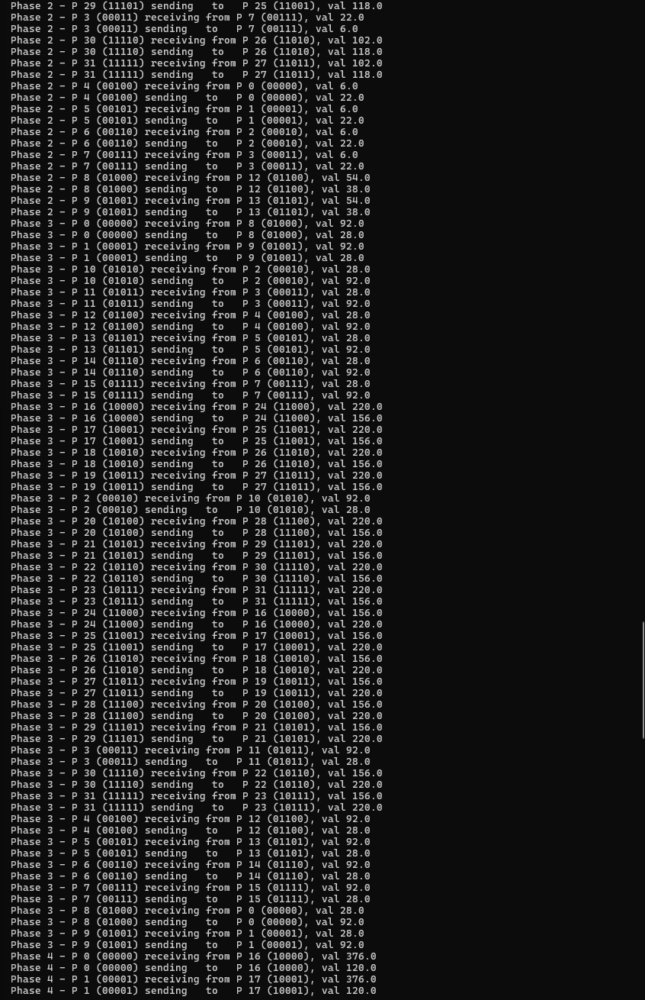 Phase 2 - P 29 (11101) sending   to   P 25 (11001), val 118.0
Phase 2 - P 3 (00011) receiving from P 7 (00111), val 22.0
Phase 2 - P 3 (00011) sending   to   P 7 (00111), val 6.0
Phase 2 - P 30 (11110) receiving from P 26 (11010), val 102.0
Phase 2 - P 30 (11110) sending   to   P 26 (11010), val 118.0
Phase 2 - P 31 (11111) receiving from P 27 (11011), val 102.0
Phase 2 - P 31 (11111) sending   to   P 27 (11011), val 118.0
Phase 2 - P 4 (00100) receiving from P 0 (00000), val 6.0
Phase 2 - P 4 (00100) sending   to   P 0 (00000), val 22.0
Phase 2 - P 5 (00101) receiving from P 1 (00001), val 6.0
Phase 2 - P 5 (00101) sending   to   P 1 (00001), val 22.0
Phase 2 - P 6 (00110) receiving from P 2 (00010), val 6.0
Phase 2 - P 6 (00110) sending   to   P 2 (00010), val 22.0
Phase 2 - P 7 (00111) receiving from P 3 (00011), val 6.0
Phase 2 - P 7 (00111) sending   to   P 3 (00011), val 22.0
Phase 2 - P 8 (01000) receiving from P 12 (01100), val 54.0
Phase 2 - P 8 (01000) sending   to   P 12 (01100), val 38.0
Phase 2 - P 9 (01001) receiving from P 13 (01101), val 54.0
Phase 2 - P 9 (01001) sending   to   P 13 (01101), val 38.0
Phase 3 - P 0 (00000) receiving from P 8 (01000), val 92.0
Phase 3 - P 0 (00000) sending   to   P 8 (01000), val 28.0
Phase 3 - P 1 (00001) receiving from P 9 (01001), val 92.0
Phase 3 - P 1 (00001) sending   to   P 9 (01001), val 28.0
Phase 3 - P 10 (01010) receiving from P 2 (00010), val 28.0
Phase 3 - P 10 (01010) sending   to   P 2 (00010), val 92.0
Phase 3 - P 11 (01011) receiving from P 3 (00011), val 28.0
Phase 3 - P 11 (01011) sending   to   P 3 (00011), val 92.0
Phase 3 - P 12 (01100) receiving from P 4 (00100), val 28.0
Phase 3 - P 12 (01100) sending   to   P 4 (00100), val 92.0
Phase 3 - P 13 (01101) receiving from P 5 (00101), val 28.0
Phase 3 - P 13 (01101) sending   to   P 5 (00101), val 92.0
Phase 3 - P 14 (01110) receiving from P 6 (00110), val 28.0
Phase 3 - P 14 (01110) sending   to   P 6 (00110), val 92.0
Phase 3 - P 15 (01111) receiving from P 7 (00111), val 28.0
Phase 3 - P 15 (01111) sending   to   P 7 (00111), val 92.0
Phase 3 - P 16 (10000) receiving from P 24 (11000), val 220.0
Phase 3 - P 16 (10000) sending   to   P 24 (11000), val 156.0
Phase 3 - P 17 (10001) receiving from P 25 (11001), val 220.0
Phase 3 - P 17 (10001) sending   to   P 25 (11001), val 156.0
Phase 3 - P 18 (10010) receiving from P 26 (11010), val 220.0
Phase 3 - P 18 (10010) sending   to   P 26 (11010), val 156.0
Phase 3 - P 19 (10011) receiving from P 27 (11011), val 220.0
Phase 3 - P 19 (10011) sending   to   P 27 (11011), val 156.0
Phase 3 - P 2 (00010) receiving from P 10 (01010), val 92.0
Phase 3 - P 2 (00010) sending   to   P 10 (01010), val 28.0
Phase 3 - P 20 (10100) receiving from P 28 (11100), val 220.0
Phase 3 - P 20 (10100) sending   to   P 28 (11100), val 156.0
Phase 3 - P 21 (10101) receiving from P 29 (11101), val 220.0
Phase 3 - P 21 (10101) sending   to   P 29 (11101), val 156.0
Phase 3 - P 22 (10110) receiving from P 30 (11110), val 220.0
Phase 3 - P 22 (10110) sending   to   P 30 (11110), val 156.0
Phase 3 - P 23 (10111) receiving from P 31 (11111), val 220.0
Phase 3 - P 23 (10111) sending   to   P 31 (11111), val 156.0
Phase 3 - P 24 (11000) receiving from P 16 (10000), val 156.0
Phase 3 - P 24 (11000) sending   to   P 16 (10000), val 220.0
Phase 3 - P 25 (11001) receiving from P 17 (10001), val 156.0
Phase 3 - P 25 (11001) sending   to   P 17 (10001), val 220.0
Phase 3 - P 26 (11010) receiving from P 18 (10010), val 156.0
Phase 3 - P 26 (11010) sending   to   P 18 (10010), val 220.0
Phase 3 - P 27 (11011) receiving from P 19 (10011), val 156.0
Phase 3 - P 27 (11011) sending   to   P 19 (10011), val 220.0
Phase 3 - P 28 (11100) receiving from P 20 (10100), val 156.0
Phase 3 - P 28 (11100) sending   to   P 20 (10100), val 220.0
Phase 3 - P 29 (11101) receiving from P 21 (10101), val 156.0
Phase 3 - P 29 (11101) sending   to   P 21 (10101), val 220.0
Phase 3 - P 3 (00011) receiving from P 11 (01011), val 92.0
Phase 3 - P 3 (00011) sending   to   P 11 (01011), val 28.0
Phase 3 - P 30 (11110) receiving from P 22 (10110), val 156.0
Phase 3 - P 30 (11110) sending   to   P 22 (10110), val 220.0
Phase 3 - P 31 (11111) receiving from P 23 (10111), val 156.0
Phase 3 - P 31 (11111) sending   to   P 23 (10111), val 220.0
Phase 3 - P 4 (00100) receiving from P 12 (01100), val 92.0
Phase 3 - P 4 (00100) sending   to   P 12 (01100), val 28.0
Phase 3 - P 5 (00101) receiving from P 13 (01101), val 92.0
Phase 3 - P 5 (00101) sending   to   P 13 (01101), val 28.0
Phase 3 - P 6 (00110) receiving from P 14 (01110), val 92.0
Phase 3 - P 6 (00110) sending   to   P 14 (01110), val 28.0
Phase 3 - P 7 (00111) receiving from P 15 (01111), val 92.0
Phase 3 - P 7 (00111) sending   to   P 15 (01111), val 28.0
Phase 3 - P 8 (01000) receiving from P 0 (00000), val 28.0
Phase 3 - P 8 (01000) sending   to   P 0 (00000), val 92.0
Phase 3 - P 9 (01001) receiving from P 1 (00001), val 28.0
Phase 3 - P 9 (01001) sending   to   P 1 (00001), val 92.0
Phase 4 - P 0 (00000) receiving from P 16 (10000), val 376.0
Phase 4 - P 0 (00000) sending   to   P 16 (10000), val 120.0
Phase 4 - P 1 (00001) receiving from P 17 (10001), val 376.0
Phase 4 - P 1 (00001) sending   to   P 17 (10001), val 120.0